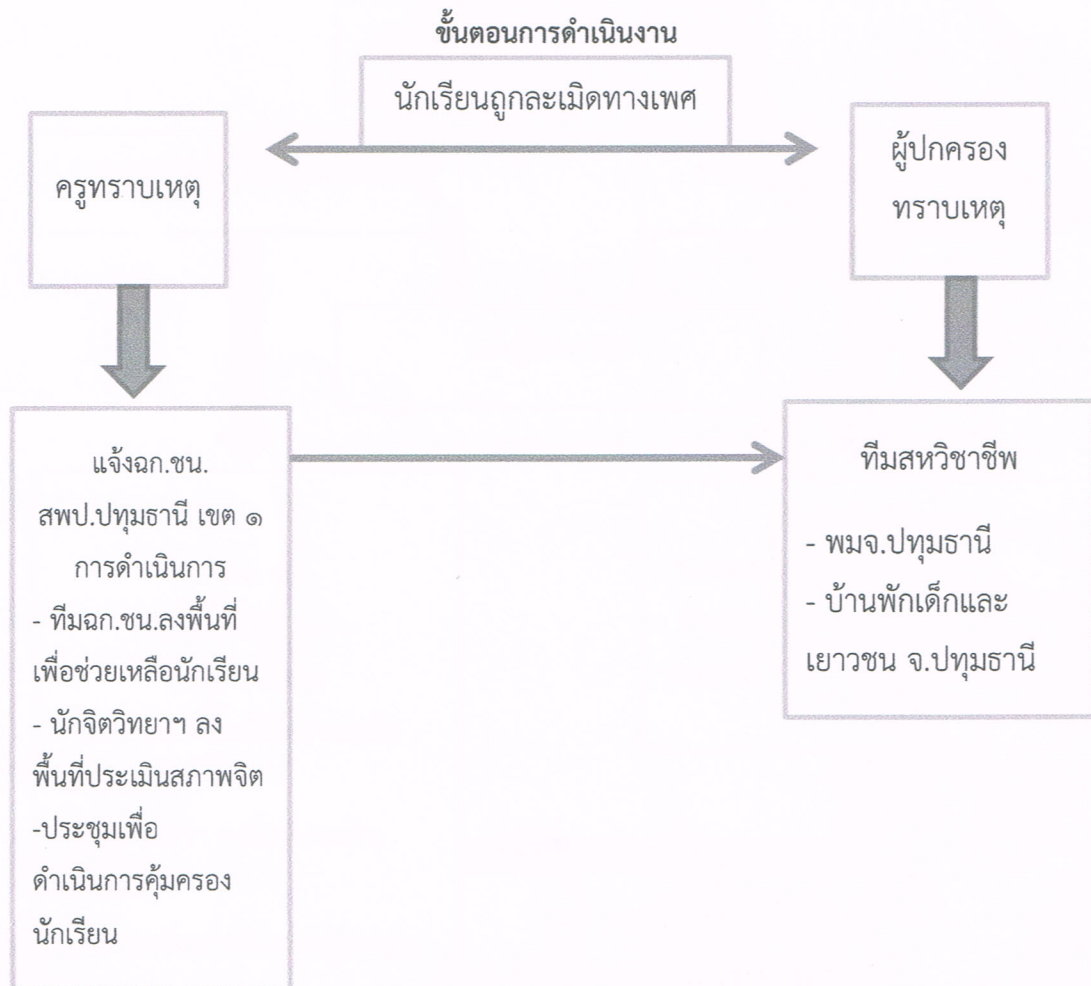 ขั้นตอนการดำเนินงาน
นักเรียนถูกละเมิดทางเพศ
ครูทราบเหตุ
ผู้ปกครอง
ทราบเหตุ
แจ้งฉก.ชน.
สพป.ปทุมธานี เขต ๑
การดำเนินการ
- ทีมฉก.ชน.ลงพื้นที่
เพื่อช่วยเหลือนักเรียน
- นักจิตวิทยาฯ ลง
พื้นที่ประเมินสภาพจิต
-ประชุมเพื่อ
ดำเนินการคุ้มครอง
นักเรียน
ทีมสหวิชาชีพ
- พมจ.ปทุมธานี
- บ้านพักเด็กและ
เยาวชน จ.ปทุมธานี